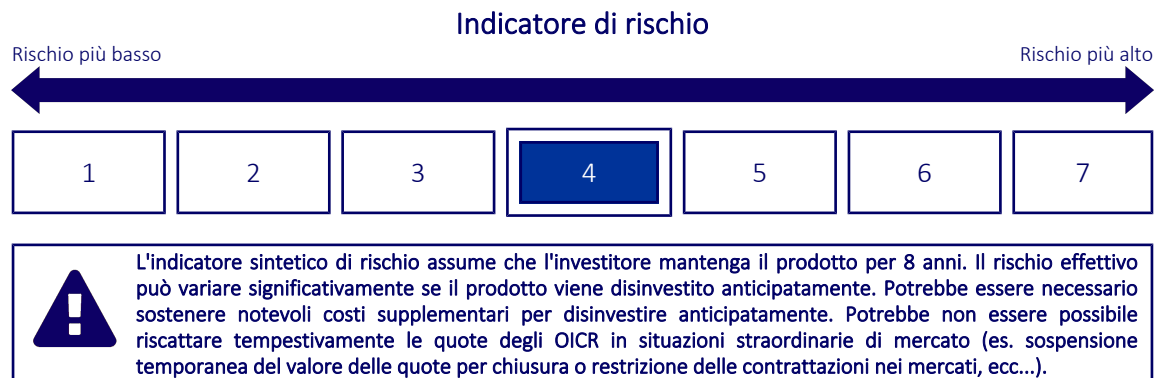 Indicatore di rischio
Rischio più basso
Rischio più alto
1
2
3
4
5
6
7
L'indicatore sintetico di rischio assume che l'investitore mantenga il prodotto per 8 anni. Il rischio effettivo
può variare significativamente se il prodotto viene disinvestito anticipatamente. Potrebbe essere necessario
sostenere notevoli costi supplementari per disinvestire anticipatamente. Potrebbe non essere possibile
riscattare tempestivamente le quote degli OICR in situazioni straordinarie di mercato (es. sospensione
temporanea del valore delle quote per chiusura o restrizione delle contrattazioni nei mercati, ecc...).